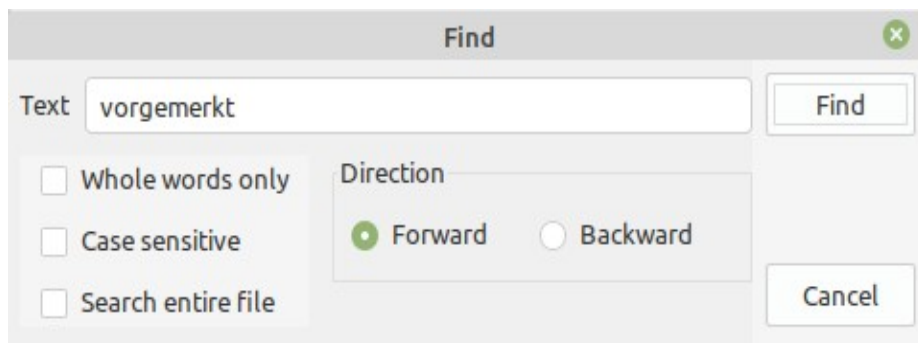 Find
Text vorgemerkt Find
Whole words only
Direction
Case sensitive
Forward Backward
Search entire file
Cancel